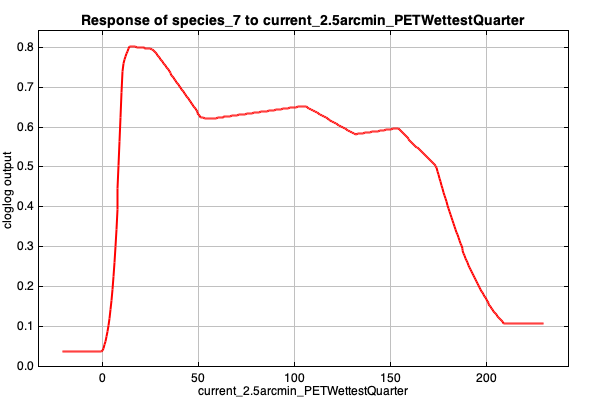 Response of species_7 to current_2.5arcmin_PETWettestQuarter
cloglog output
0.8
0.7
0.6
0.5
0.4
0.3
0.2
0.1
0.0
0 50 100 150 200
current_2.5arcmin_PETWettestQuarter